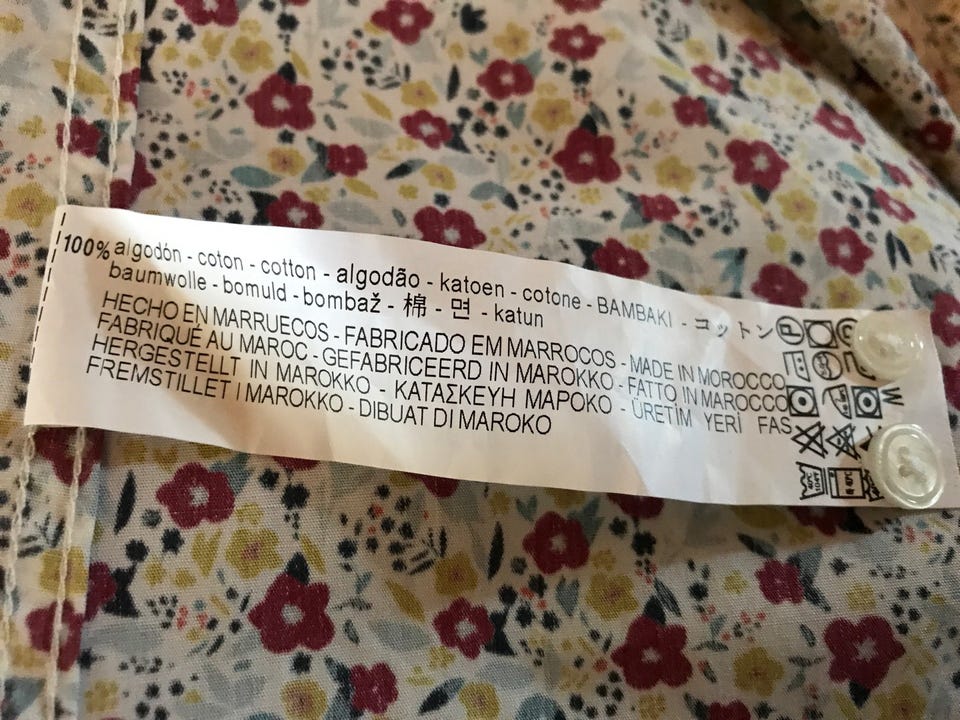 100% algodón - coton - cotton - algodão - katoen - cotone - BAMBAKI - コットン
baumwolle - bomuld - bombaž - 棉 - 면 - katun
HECHO EN MARRUECOS - FABRICADO EM MARROCOS - MADE IN MOROCCO
FABRIQUÉ AU MAROC - GEFABRICEERD IN MAROKKO - FATTO IN MAROCCO
HERGESTELLT IN MAROKKO - ΚΑΤΑΣΚΕΥΗ ΜΑΡΟΚΟ - ÜRETİM YERİ FAS
FREMSTILLET I MAROKKO - DIBUAT DI MAROKO